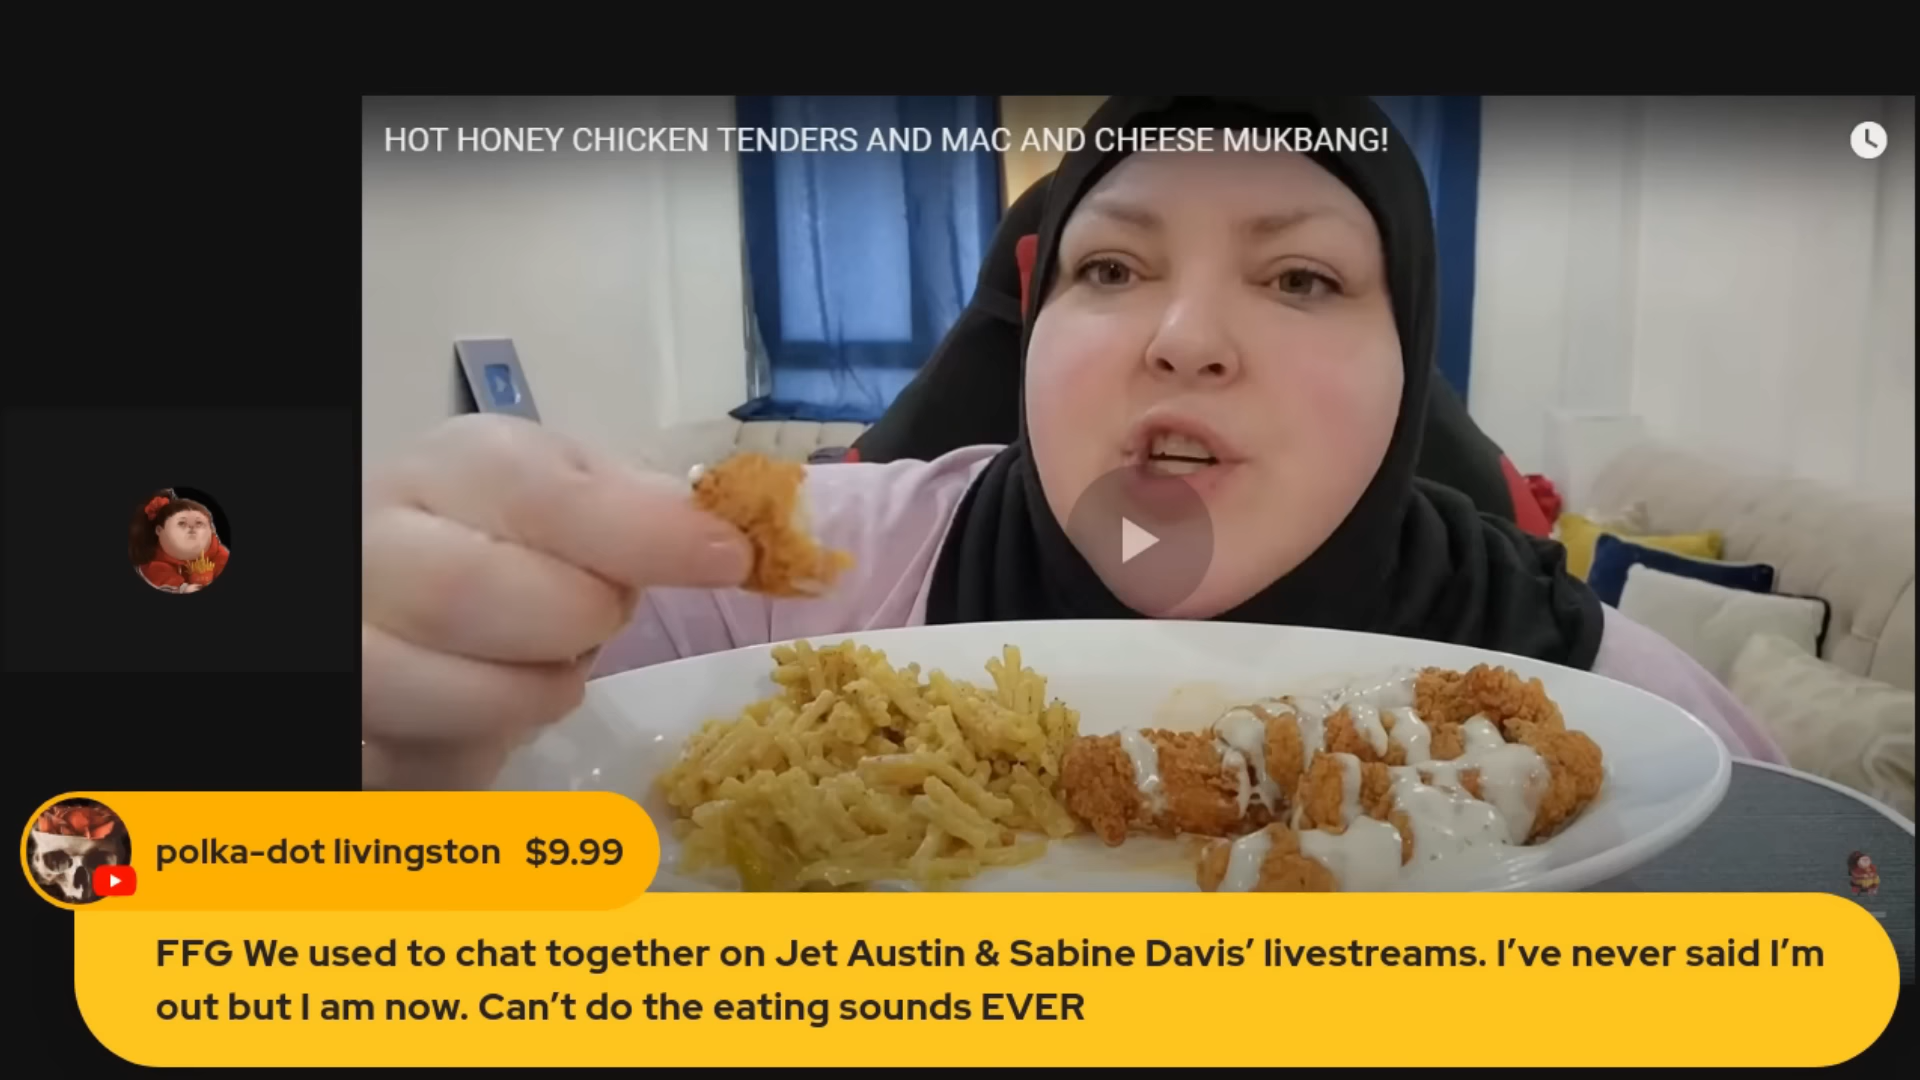 HOT HONEY CHICKEN TENDERS AND MAC AND CHEESE MUKBANG!
polka-dot livingston $9.99
FFG We used to chat together on Jet Austin & Sabine Davis’ livestreams. I’ve never said I’m
out but I am now. Can’t do the eating sounds EVER